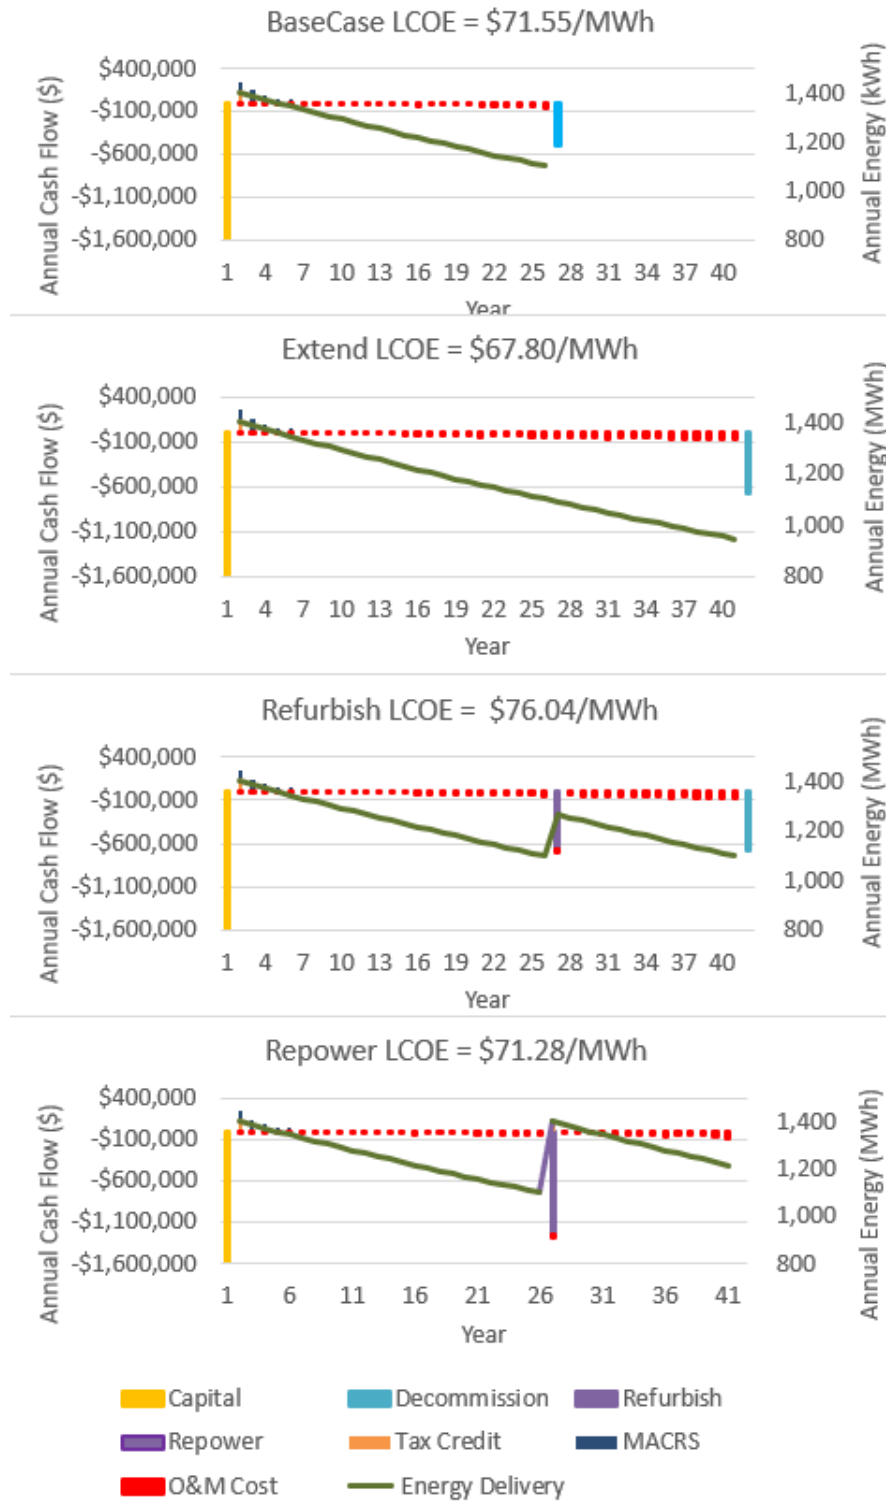 BaseCase LCOE = $71.55/MWh
Annual Cash Flow ($)
$400,000
-$100,000
-$600,000
-$1,100,000
-$1,600,000
1,400
1,200
1,000
800
Annual Energy (kWh)
1 4 7 10 13 16 19 22 25 28 31 34 37 40
Year
Extend LCOE = $67.80/MWh
Annual Cash Flow ($)
$400,000
-$100,000
-$600,000
-$1,100,000
-$1,600,000
1,400
1,200
1,000
800
Annual Energy (MWh)
1 4 7 10 13 16 19 22 25 28 31 34 37 40
Year
Refurbish LCOE = $76.04/MWh
Annual Cash Flow ($)
$400,000
-$100,000
-$600,000
-$1,100,000
-$1,600,000
1,400
1,200
1,000
800
Annual Energy (MWh)
1 4 7 10 13 16 19 22 25 28 31 34 37 40
Year
Repower LCOE = $71.28/MWh
Annual Cash Flow ($)
$400,000
-$100,000
-$600,000
-$1,100,000
-$1,600,000
1,400
1,200
1,000
800
Annual Energy (MWh)
1 6 11 16 21 26 31 36 41
Year
Capital Decommission Refurbish
Repower Tax Credit MACRS
O&M Cost Energy Delivery